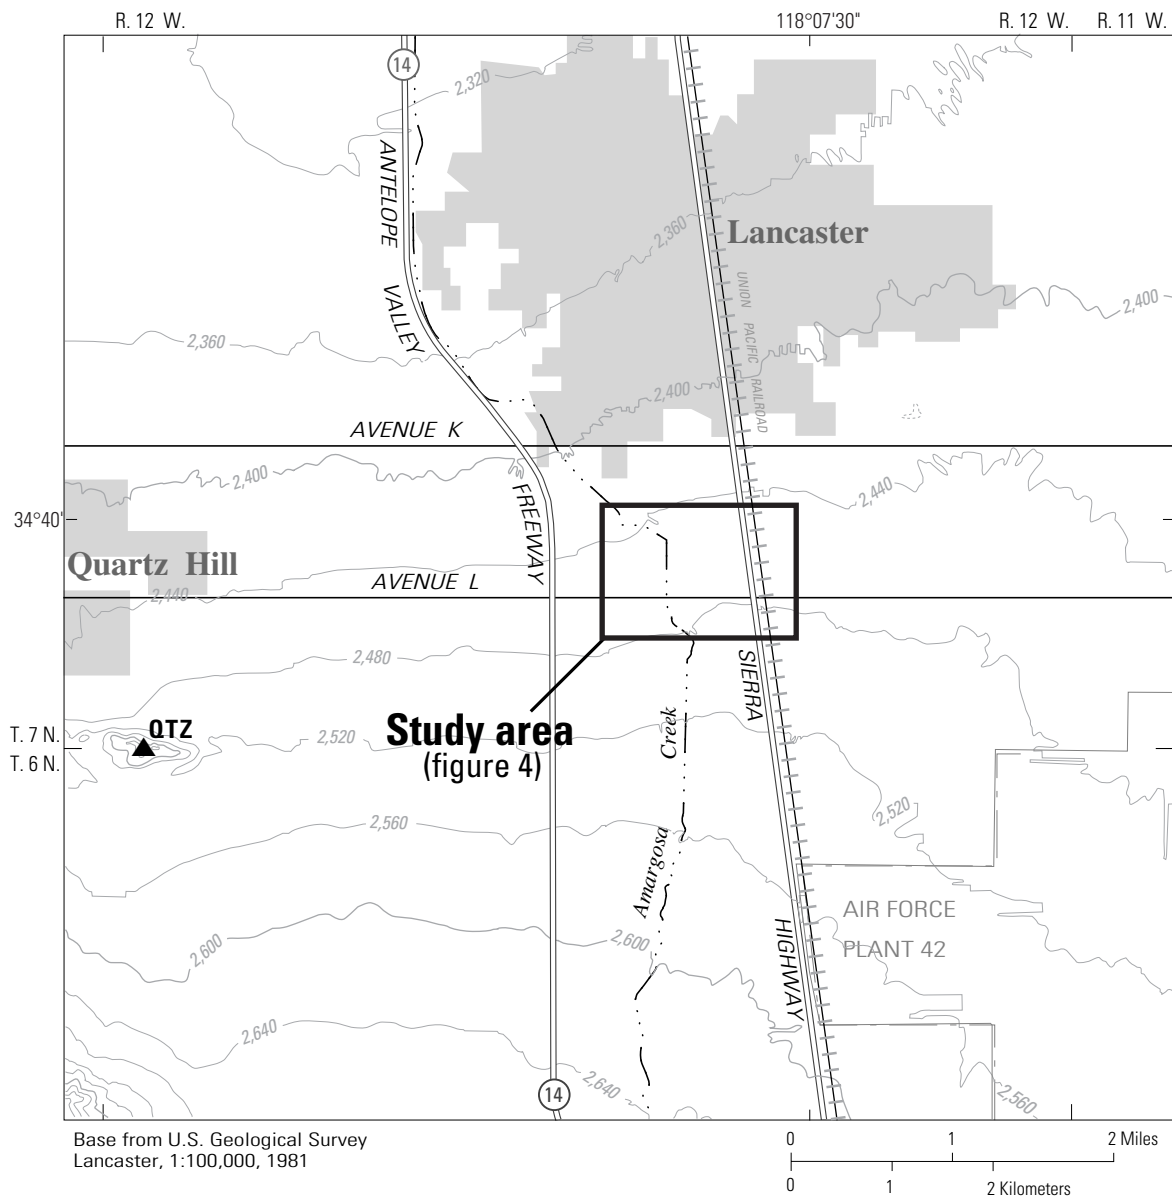 R. 12 W.
118°07'30"
R. 12 W.
R. 11 W.
14
2,320
ANTELOPE
VALLEY
FREEWAY
2,360
Lancaster
UNION PACIFIC RAILROAD
2,400
2,360
2,400
AVENUE K
2,400
2,440
34°40'
Quartz Hill
AVENUE L
2,440
2,480
SIERRA
HIGHWAY
T. 7 N.
T. 6 N.
QTZ
2,520
Study area
(figure 4)
Amargosa
Creek
2,520
2,560
AIR FORCE
PLANT 42
2,600
2,600
2,640
2,640
2,560
14
Base from U.S. Geological Survey
Lancaster, 1:100,000, 1981
0 1 2 Miles
0 1 2 Kilometers